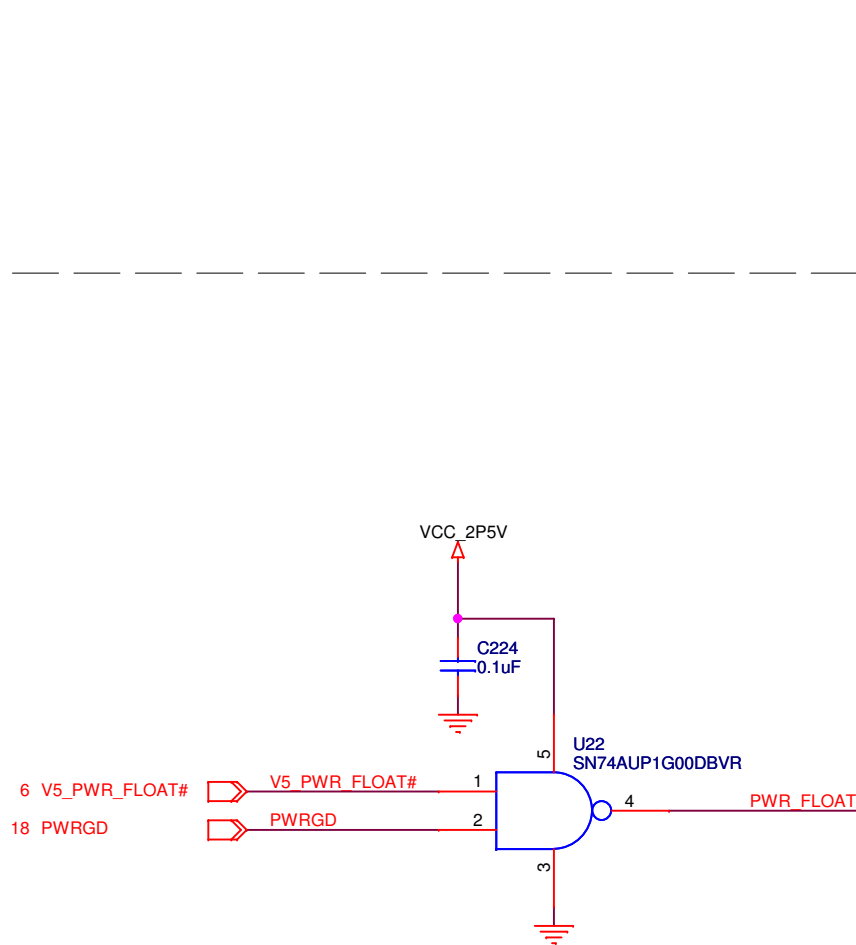 VCC_2P5V
C224
0.1uF
5
U22
SN74AUP1G00DBVR
6 V5_PWR_FLOAT# V5_PWR_FLOAT# 1
4 PWR_FLOAT
18 PWRGD PWRGD 2
3